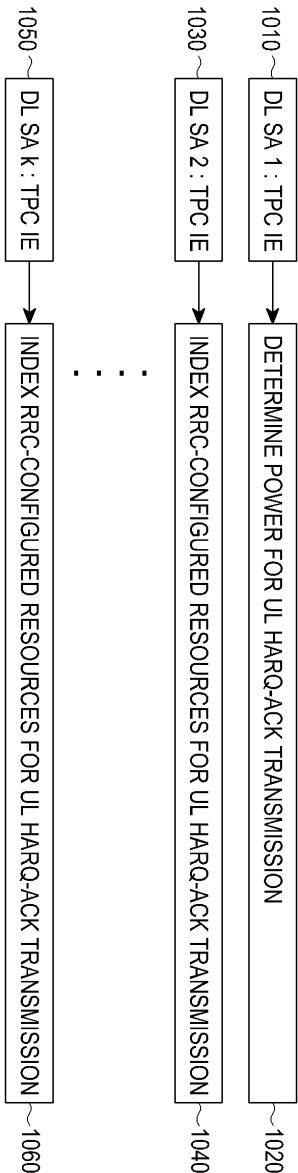 1010
DL SA 1 : TPC IE
DETERMINE POWER FOR UL HARQ-ACK TRANSMISSION
1020
1030
DL SA 2 : TPC IE
INDEX RRC-CONFIGURED RESOURCES FOR UL HARQ-ACK TRANSMISSION
1040
. . . .
1050
DL SA k : TPC IE
INDEX RRC-CONFIGURED RESOURCES FOR UL HARQ-ACK TRANSMISSION
1060